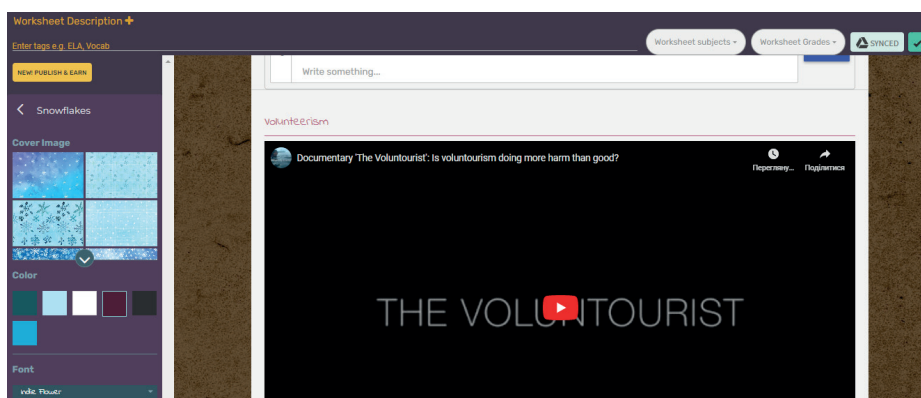 Worksheet Description +
Enter tags e.g. ELA, Vocab
Worksheet subjects
Worksheet Grades
SYNCED
NEW! PUBLISH & EARN
Snowflakes
Cover Image
Color
Font
Indie Flower
Write something...
Volunteerism
Documentary 'The Voluntourist': Is voluntourism doing more harm than good?
Перегляну... Поділитися
THE VOLUNTOURIST